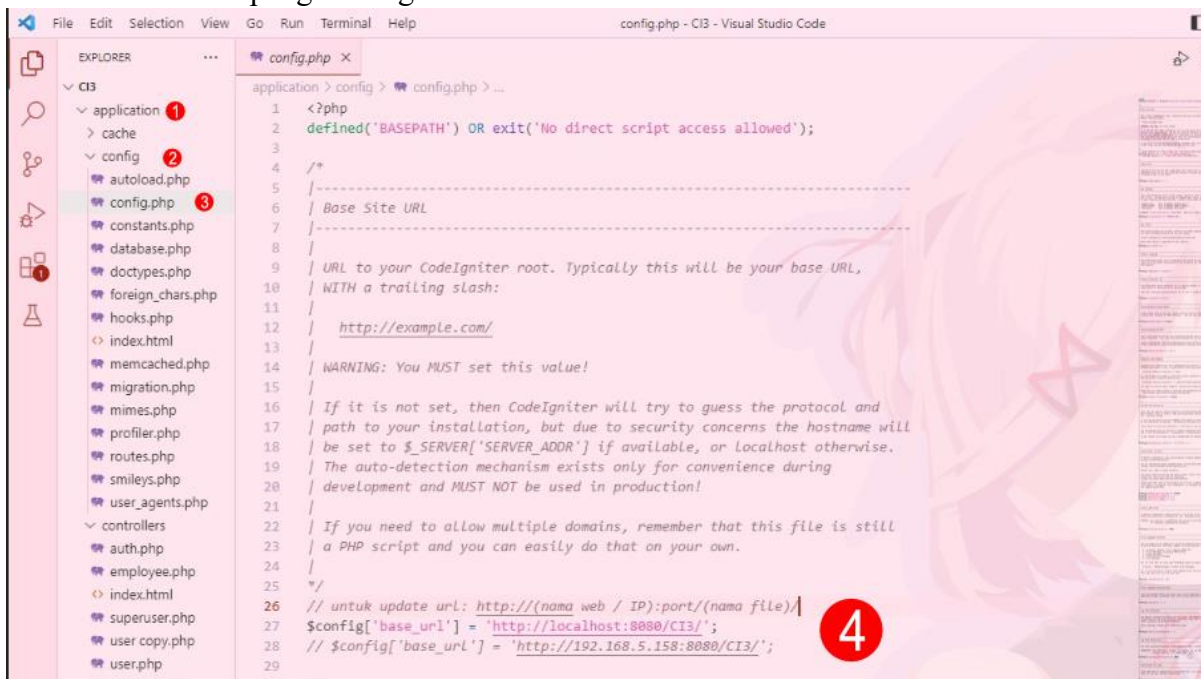 File Edit Selection View Go Run Terminal Help config.php - CI3 - Visual Studio Code
EXPLORER ...
CI3
application 1
cache
config 2
autoload.php
config.php 3
constants.php
database.php
doctypes.php
foreign_chars.php
hooks.php
index.html
memcached.php
migration.php
mimes.php
profiler.php
routes.php
smileys.php
user_agents.php
controllers
auth.php
employee.php
index.html
superuser.php
user copy.php
user.php
1
config.php ×
application > config > config.php > ...
1 <?php
2 defined('BASEPATH') OR exit('No direct script access allowed');
3
4 /*
5 |--------------------------------------------------------------------------
6 | Base Site URL
7 |--------------------------------------------------------------------------
8 |
9 | URL to your CodeIgniter root. Typically this will be your base URL,
10 | WITH a trailing slash:
11 |
12 | http://example.com/
13 |
14 | WARNING: You MUST set this value!
15 |
16 | If it is not set, then CodeIgniter will try to guess the protocol and
17 | path to your installation, but due to security concerns the hostname will
18 | be set to $_SERVER['SERVER_ADDR'] if available, or localhost otherwise.
19 | The auto-detection mechanism exists only for convenience during
20 | development and MUST NOT be used in production!
21 |
22 | If you need to allow multiple domains, remember that this file is still
23 | a PHP script and you can easily do that on your own.
24 |
25 */
26 // untuk update url: http://(nama web / IP):port/(nama file)/
27 $config['base_url'] = 'http://localhost:8080/CI3/';
28 // $config['base_url'] = 'http://192.168.5.158:8080/CI3/';
29
4